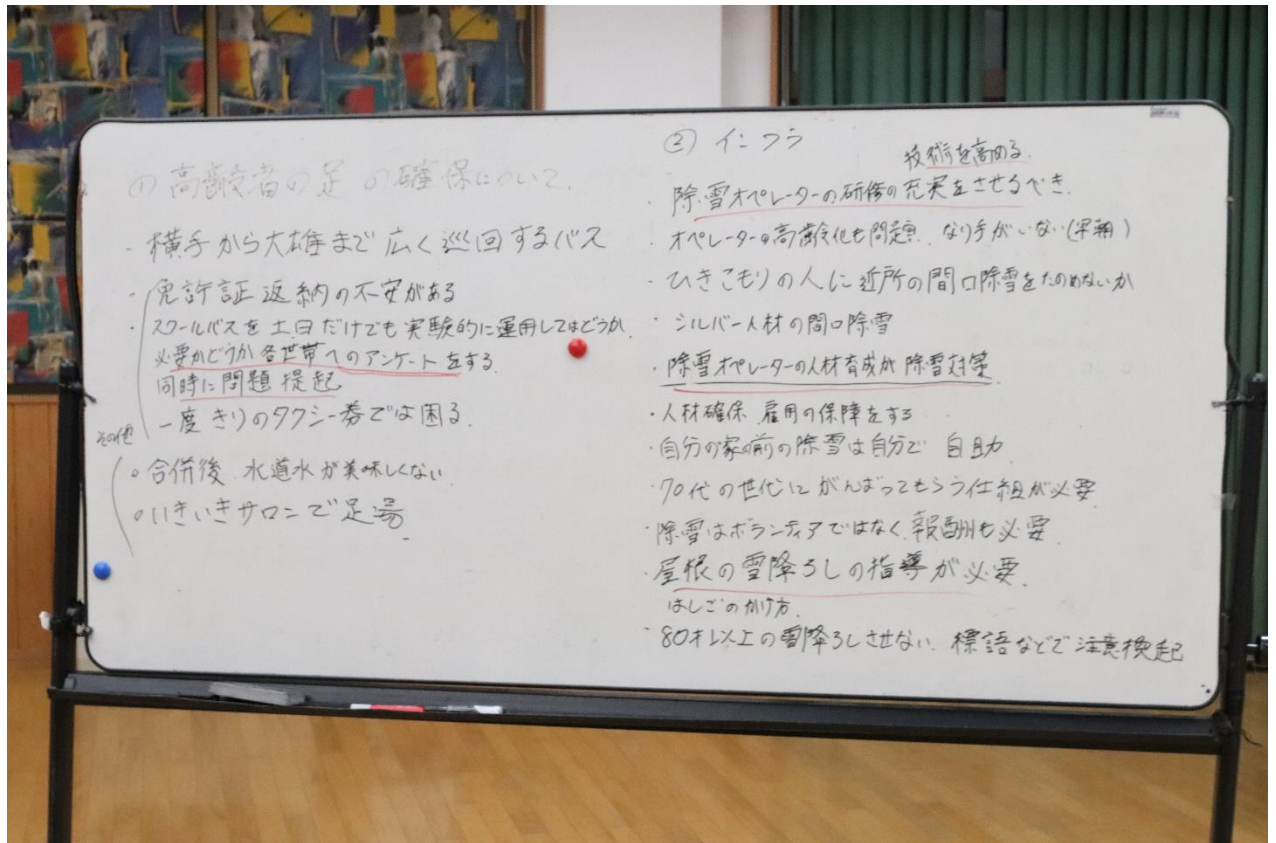 ① 高齢者の足の確保について.
・横手から大雄まで広く巡回するバス
・免許証返納の不安がある
・スクールバスを土日だけでも実験的に運用してはどうか.
必要かどうか各世帯へのアンケートをする.
同時に問題提起
一度きりのタクシー券では困る.
その他
○合併後、水道水が美味しくない.
○いきいきサロンで足湯.
② インフラ
技術を高める.
・除雪オペレーターの研修の充実をさせるべき.
・オペレーターの高齢化も問題 なり手がいない(早朝)
・ひきこもりの人に近所の間口除雪をたのめないか
・シルバー人材の間口除雪
・除雪オペレーターの人材育成が除雪対策
・人材確保 雇用の保障をする
・自分の家の前の除雪は自分で 自助
・70代の世代にがんばってもらう仕組が必要
・除雪はボランティアではなく、報酬も必要.
・屋根の雪降ろしの指導が必要.
はしごのかけ方.
・80才以上の雪降ろしさせない. 標語などで注意換起